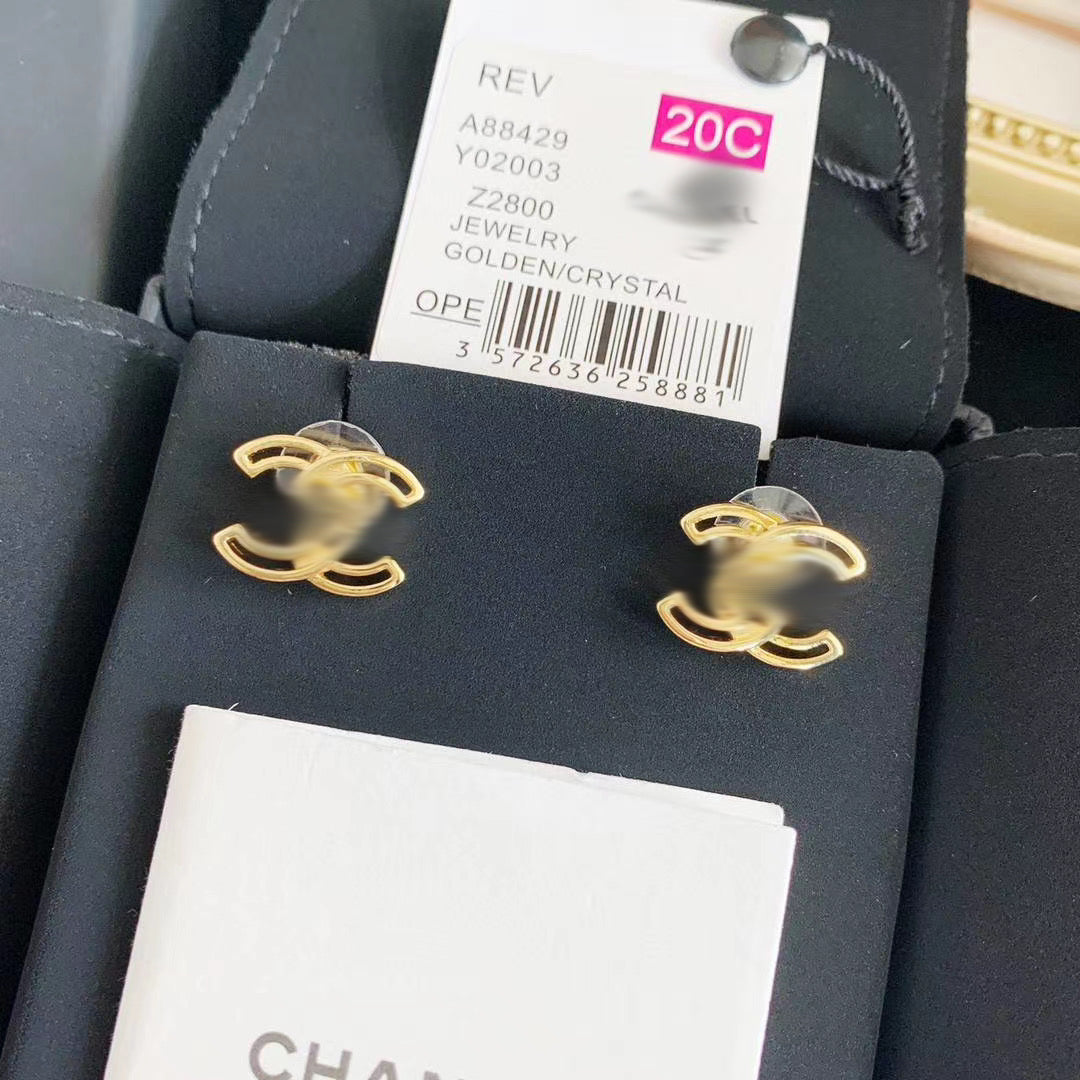 REV
20C
A88429
Y02003
Z2800
JEWELRY
GOLDEN/CRYSTAL
OPE
3 572636 258881
CHAN